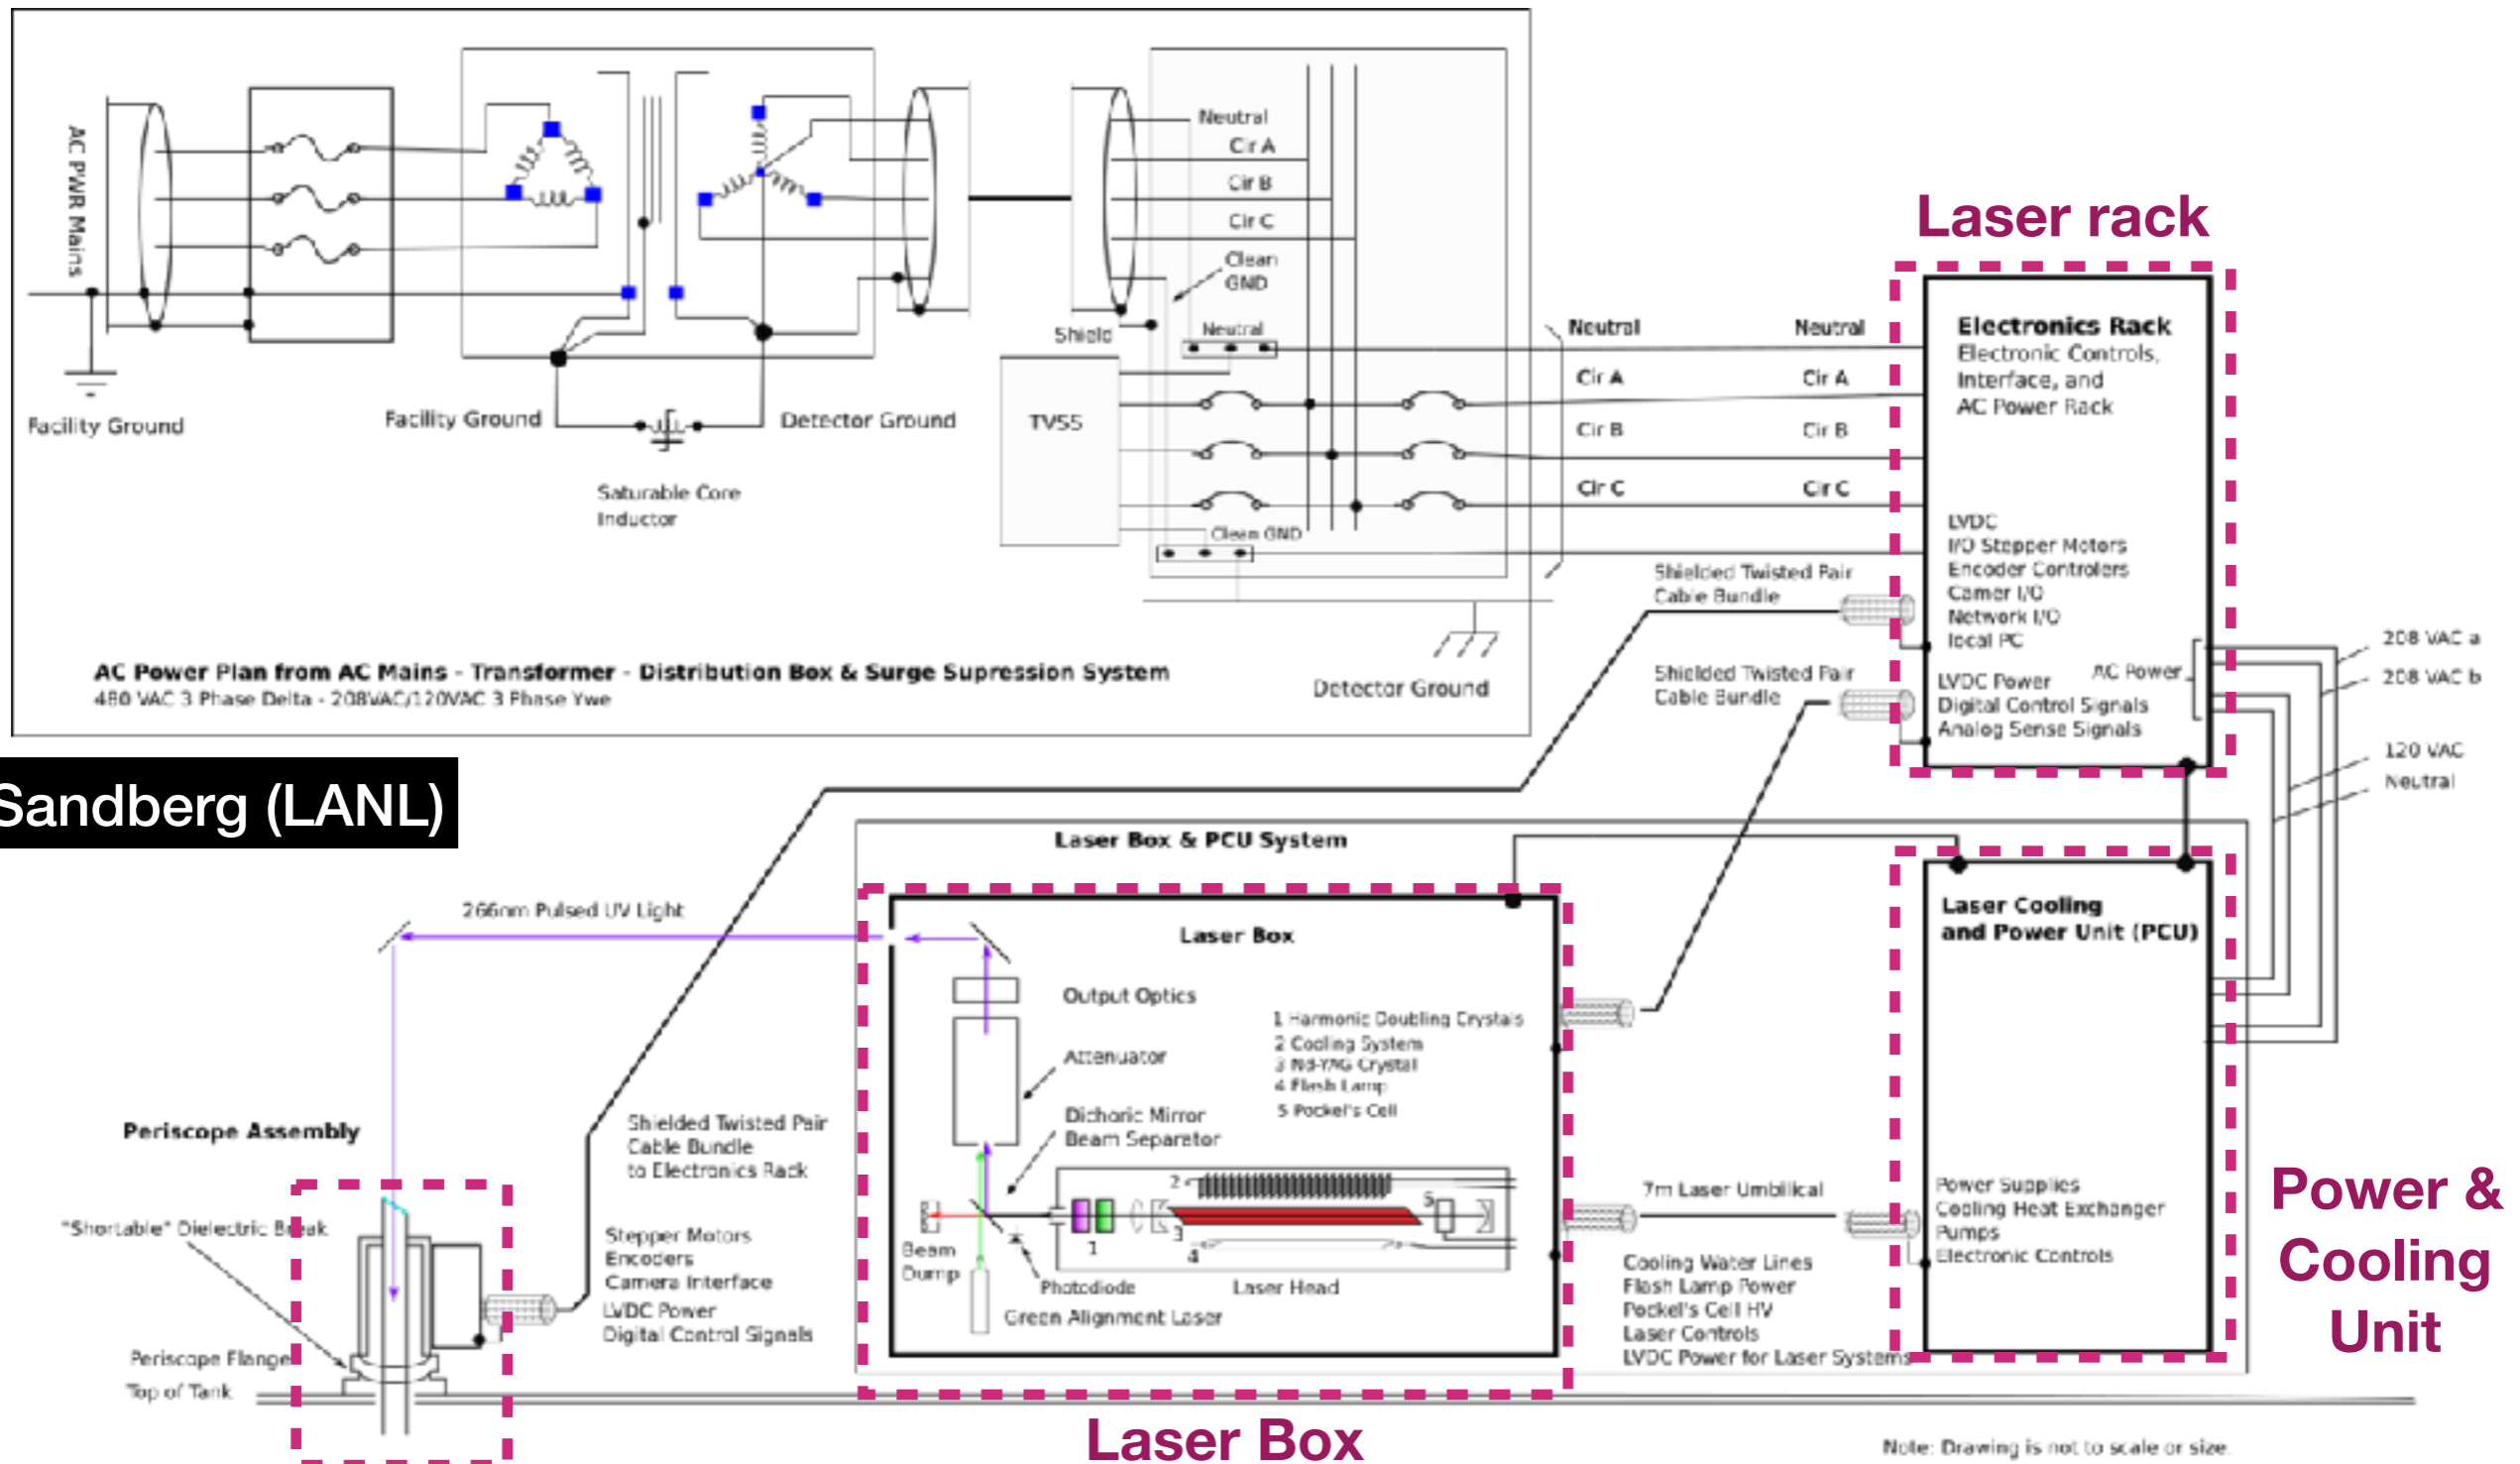 AC PWR Mains
Facility Ground
Facility Ground
Saturable Core
Inductor
Detector Ground
Neutral
Cir A
Cir B
Cir C
Clean
GND
Shield
Neutral
TVSS
Clean GND
Detector Ground
AC Power Plan from AC Mains - Transformer - Distribution Box & Surge Supression System
480 VAC 3 Phase Delta - 208VAC/120VAC 3 Phase Ywe
Neutral
Neutral
Cir A
Cir A
Cir B
Cir B
Cir C
Cir C
Laser rack
Electronics Rack
Electronic Controls,
Interface, and
AC Power Rack
LVDC
I/O Stepper Motors
Encoder Controlers
Camer I/O
Network I/O
local PC
AC Power
LVDC Power
Digital Control Signals
Analog Sense Signals
Shielded Twisted Pair
Cable Bundle
Shielded Twisted Pair
Cable Bundle
208 VAC a
208 VAC b
120 VAC
Neutral
Sandberg (LANL)
Laser Box & PCU System
266nm Pulsed UV Light
Laser Box
Output Optics
Attenuator
Dichoric Mirror
Beam Separator
1 Harmonic Doubling Crystals
2 Cooling System
3 Nd-YAG Crystal
4 Flash Lamp
5 Pockel's Cell
2
5
3
1
4
Beam
Dump
Photodiode
Laser Head
Green Alignment Laser
Laser Cooling
and Power Unit (PCU)
Power Supplies
Cooling Heat Exchanger
Pumps
Electronic Controls
7m Laser Umbilical
Cooling Water Lines
Flash Lamp Power
Pockel's Cell HV
Laser Controls
LVDC Power for Laser Systems
Power &
Cooling
Unit
Periscope Assembly
"Shortable" Dielectric Break
Periscope Flange
Top of Tank
Shielded Twisted Pair
Cable Bundle
to Electronics Rack
Stepper Motors
Encoders
Camera Interface
LVDC Power
Digital Control Signals
Laser Box
Note: Drawing is not to scale or size.